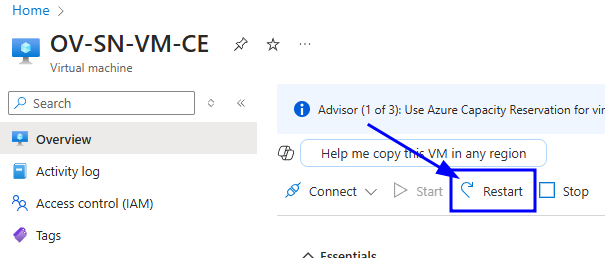 Home >
OV-SN-VM-CE
Virtual machine
Search
Overview
Activity log
Access control (IAM)
Tags
Advisor (1 of 3): Use Azure Capacity Reservation for
Help me copy this VM in any region
Connect Start Restart Stop
Essentials